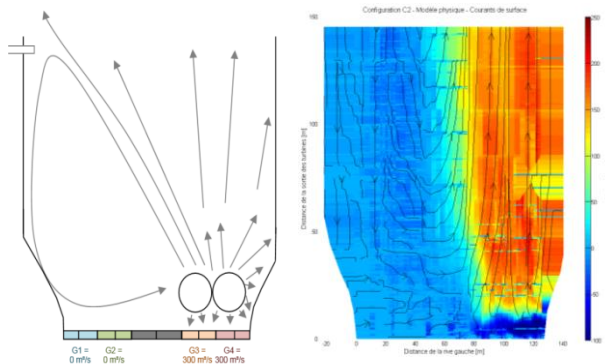 Configuration C2 - Modèle physique - Courants de surface
Distance de la sortie des turbines [m]
150
100
50
0
-20
0
20
40
60
80
100
120
140
Distance de la rive gauche [m]
250
200
150
100
50
0
-50
-100
G1 =
0 m³/s
G2 =
0 m³/s
G3 =
300 m³/s
G4 =
300 m³/s